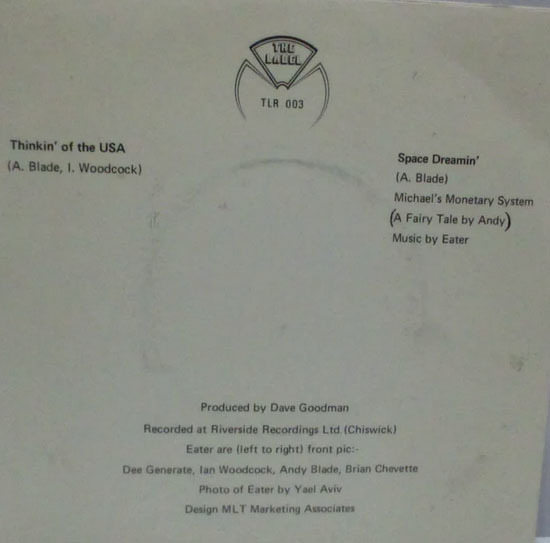 THE
LABEL
TLR 003
Thinkin' of the USA
(A. Blade, I. Woodcock)
Space Dreamin'
(A. Blade)
Michael's Monetary System
(A Fairy Tale by Andy)
Music by Eater
Produced by Dave Goodman
Recorded at Riverside Recordings Ltd (Chiswick)
Eater are (left to right) front pic:-
Dee Generate, Ian Woodcock, Andy Blade, Brian Chevette
Photo of Eater by Yael Aviv
Design MLT Marketing Associates